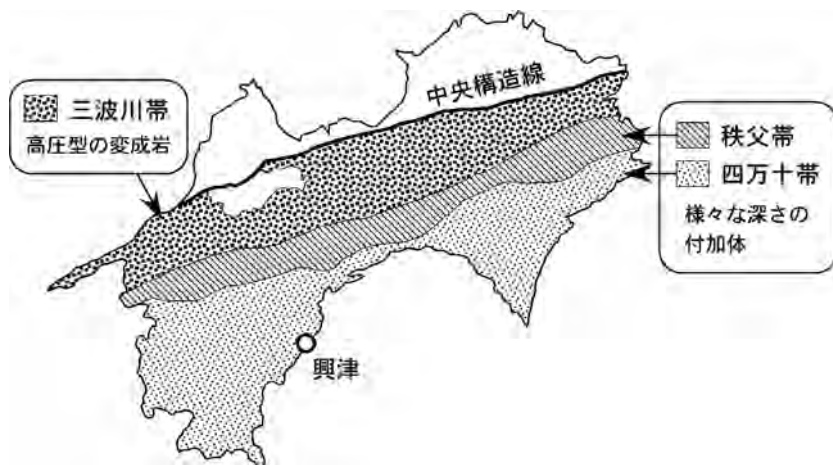 中央構造線
三波川帯
高圧型の変成岩
秩父帯
四万十帯
様々な深さの
付加体
興津